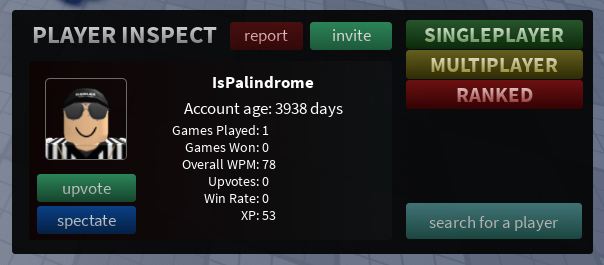 PLAYER INSPECT
report
invite
SINGLEPLAYER
MULTIPLAYER
RANKED
IsPalindrome
Account age: 3938 days
Games Played: 1
Games Won: 0
Overall WPM: 78
Upvotes: 0
Win Rate: 0
XP: 53
upvote
spectate
search for a player